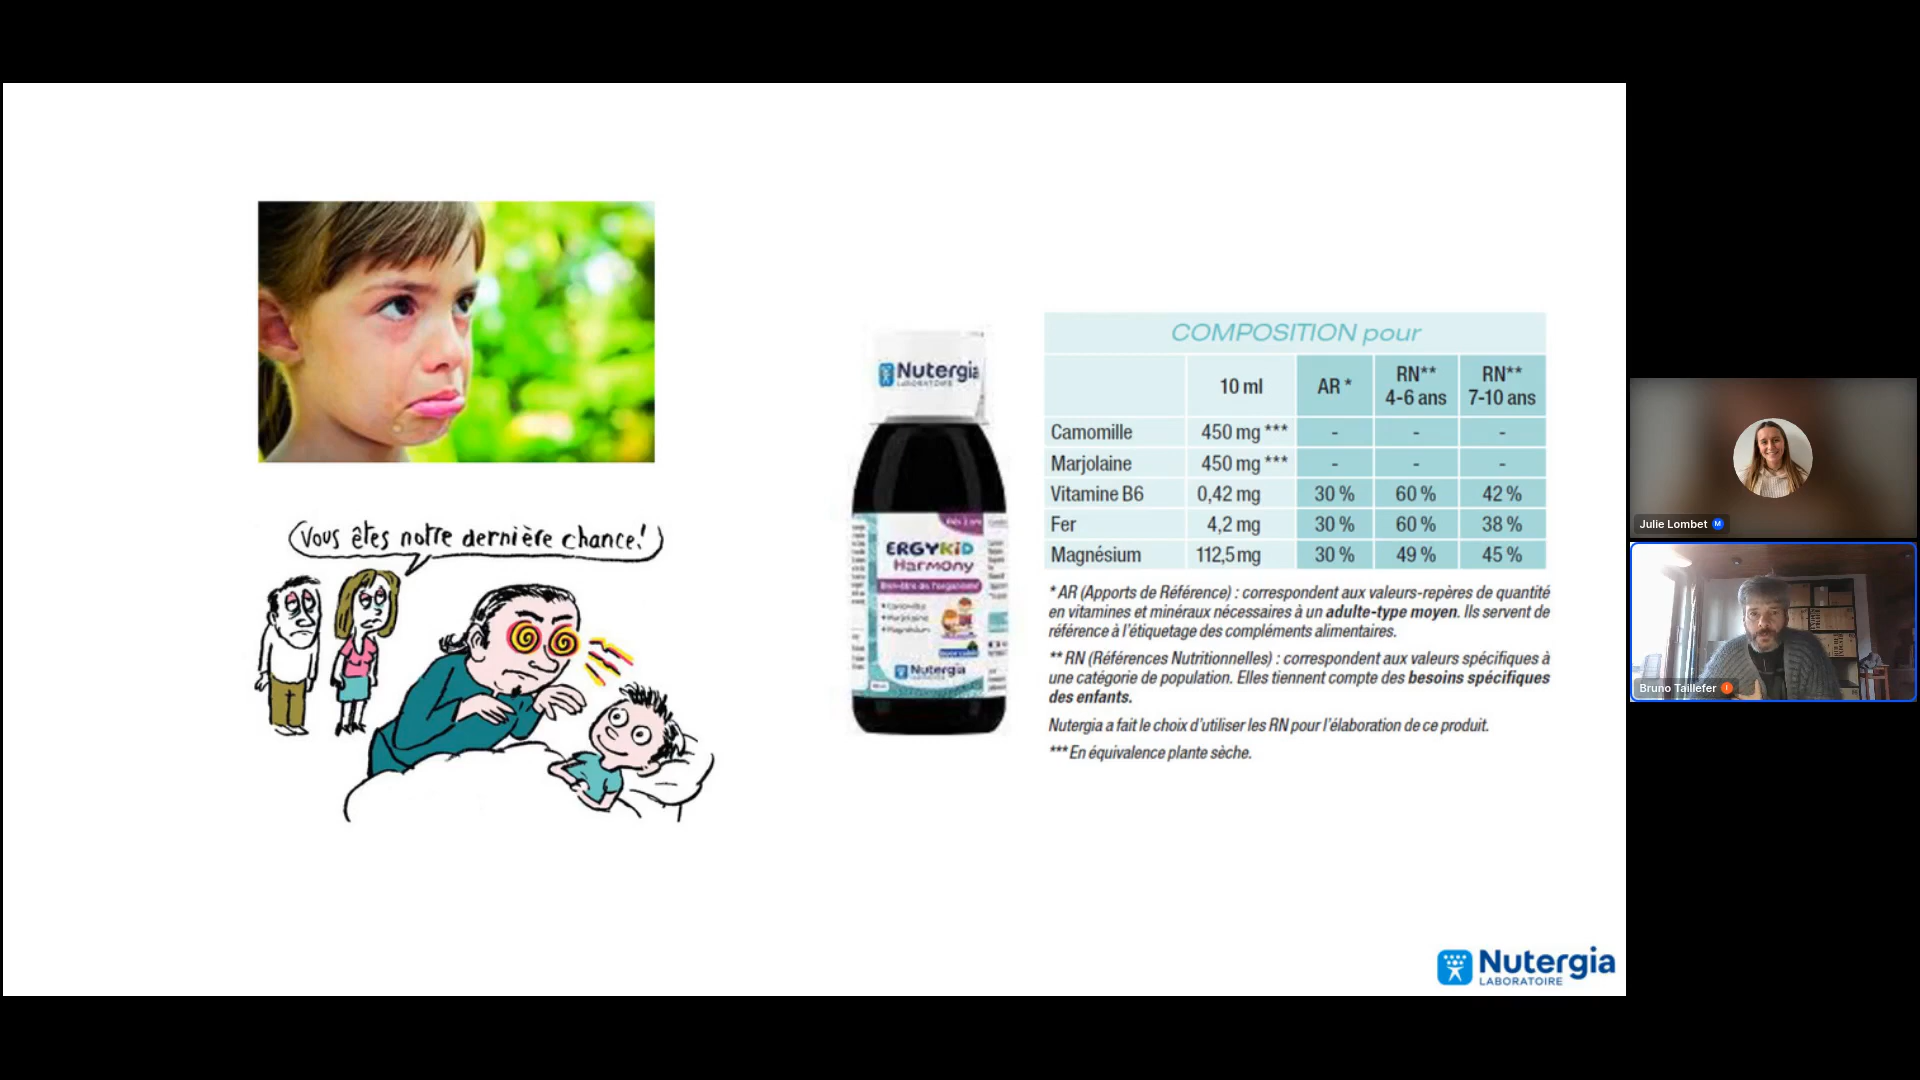 Vous êtes notre dernière chance!
Nutergia
LABORATOIRE
ERGYKID
Harmony
Bien-être de l'organisme
Nutergia
COMPOSITION pour
10 ml AR * RN** 4-6 ans RN** 7-10 ans
Camomille 450 mg *** - - -
Marjolaine 450 mg *** - - -
Vitamine B6 0,42 mg 30 % 60 % 42 %
Fer 4,2 mg 30 % 60 % 38 %
Magnésium 112,5 mg 30 % 49 % 45 %
* AR (Apports de Référence) : correspondent aux valeurs-repères de quantité
en vitamines et minéraux nécessaires à un adulte-type moyen. Ils servent de
référence à l'étiquetage des compléments alimentaires.
** RN (Références Nutritionnelles) : correspondent aux valeurs spécifiques à
une catégorie de population. Elles tiennent compte des besoins spécifiques
des enfants.
Nutergia a fait le choix d'utiliser les RN pour l'élaboration de ce produit.
*** En équivalence plante sèche.
Nutergia
LABORATOIRE
Julie Lombet M
Bruno Taillefer